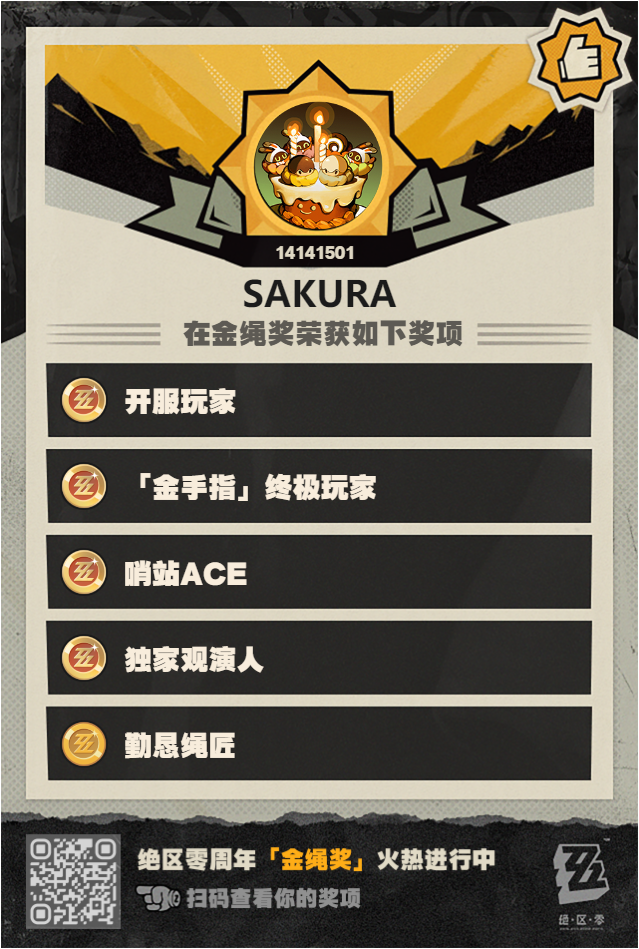 14141501
SAKURA
在金绳奖荣获如下奖项
开服玩家
「金手指」终极玩家
哨站ACE
独家观演人
勤恳绳匠
绝区零周年「金绳奖」火热进行中
扫码查看你的奖项
绝·区·零